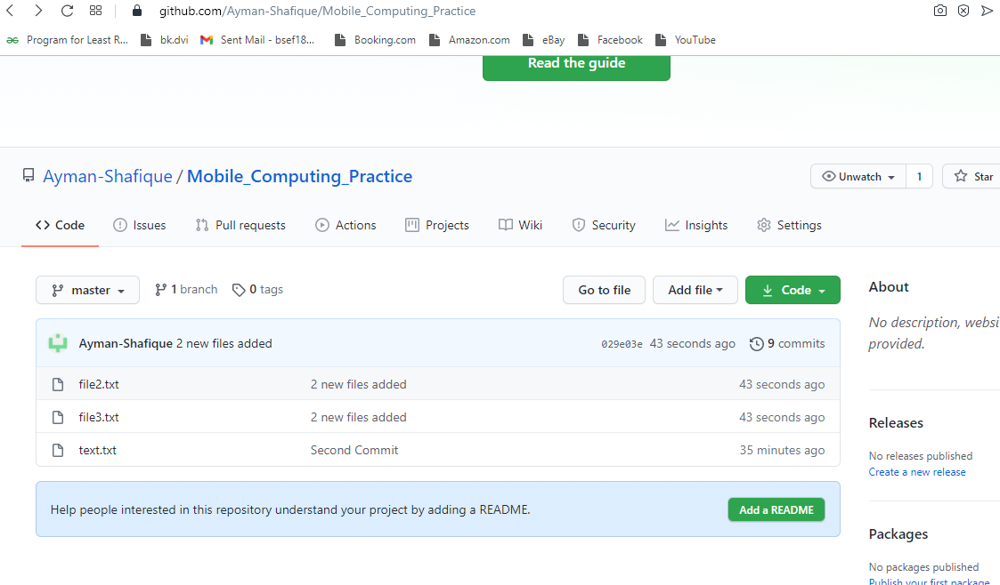 github.com/Ayman-Shafique/Mobile_Computing_Practice
Program for Least R... bk.dvi Sent Mail - bsef18... Booking.com Amazon.com eBay Facebook YouTube
Read the guide
Ayman-Shafique / Mobile_Computing_Practice Unwatch 1 Star
Code Issues Pull requests Actions Projects Wiki Security Insights Settings
master 1 branch 0 tags Go to file Add file Code About
Ayman-Shafique 2 new files added 029e03e 43 seconds ago 9 commits No description, websi
provided.
file2.txt 2 new files added 43 seconds ago
file3.txt 2 new files added 43 seconds ago Releases
text.txt Second Commit 35 minutes ago No releases published
Create a new release
Help people interested in this repository understand your project by adding a README. Add a README
Packages
No packages published
Publish your first package